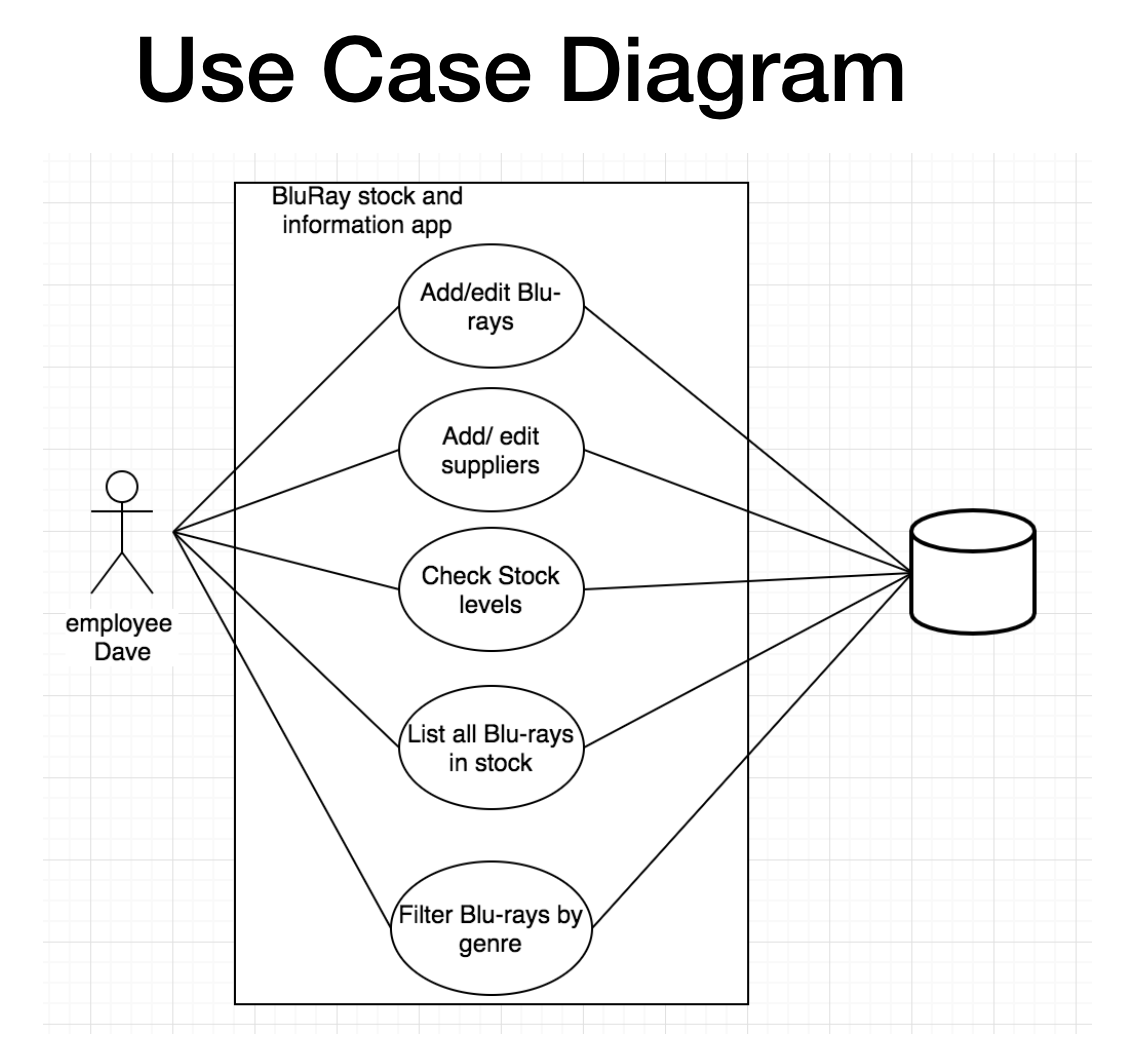 Use Case Diagram
BluRay stock and
information app
Add/edit Blu-
rays
Add/ edit
suppliers
Check Stock
levels
employee
Dave
List all Blu-rays
in stock
Filter Blu-rays by
genre